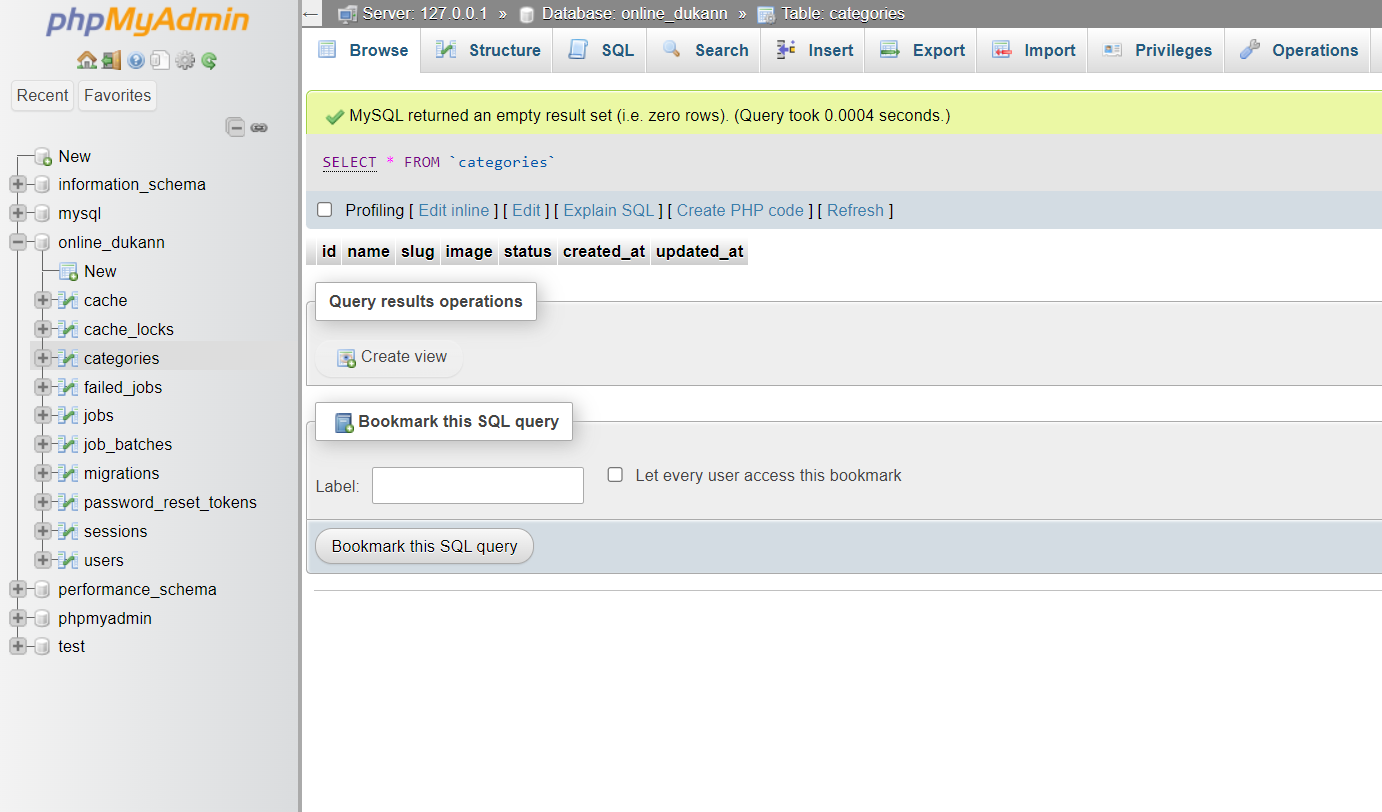 phpMyAdmin
Recent Favorites
New
information_schema
mysql
online_dukann
New
cache
cache_locks
categories
failed_jobs
jobs
job_batches
migrations
password_reset_tokens
sessions
users
performance_schema
phpmyadmin
test
← Server: 127.0.0.1 » Database: online_dukann » Table: categories
Browse Structure SQL Search Insert Export Import Privileges Operations
MySQL returned an empty result set (i.e. zero rows). (Query took 0.0004 seconds.)
SELECT * FROM `categories`
Profiling [ Edit inline ] [ Edit ] [ Explain SQL ] [ Create PHP code ] [ Refresh ]
id name slug image status created_at updated_at
Query results operations
Create view
Bookmark this SQL query
Label: Let every user access this bookmark
Bookmark this SQL query